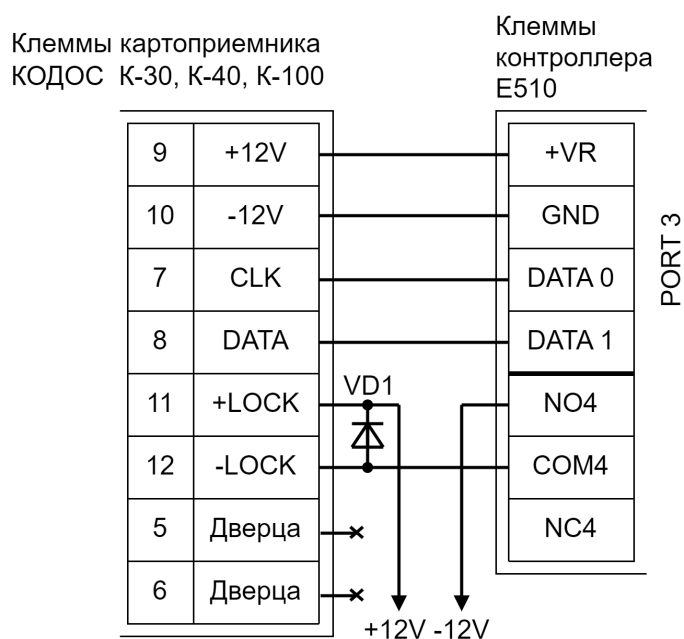 Клеммы картоприемника
КОДОС К-30, К-40, К-100
Клеммы
контроллера
E510
9 +12V
10 -12V
7 CLK
8 DATA
11 +LOCK
12 -LOCK
5 Дверца
6 Дверца
VD1
+VR
GND
DATA 0
DATA 1
NO4
COM4
NC4
PORT 3
+12V -12V